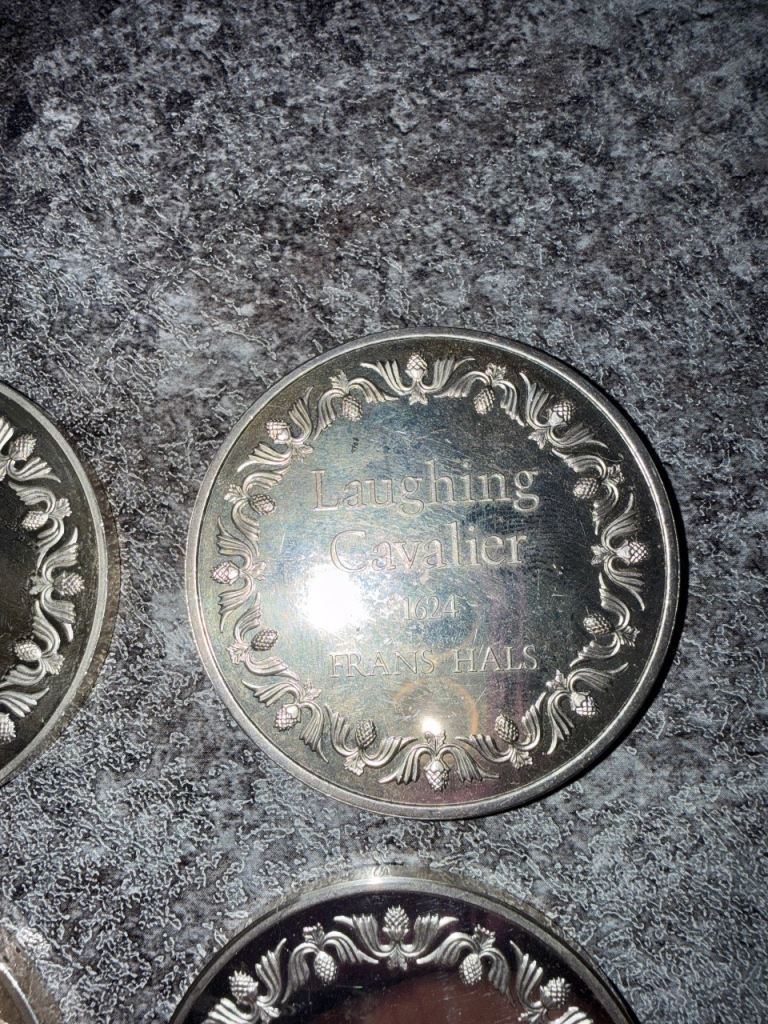 Laughing
Cavalier
1624
FRANS HALS